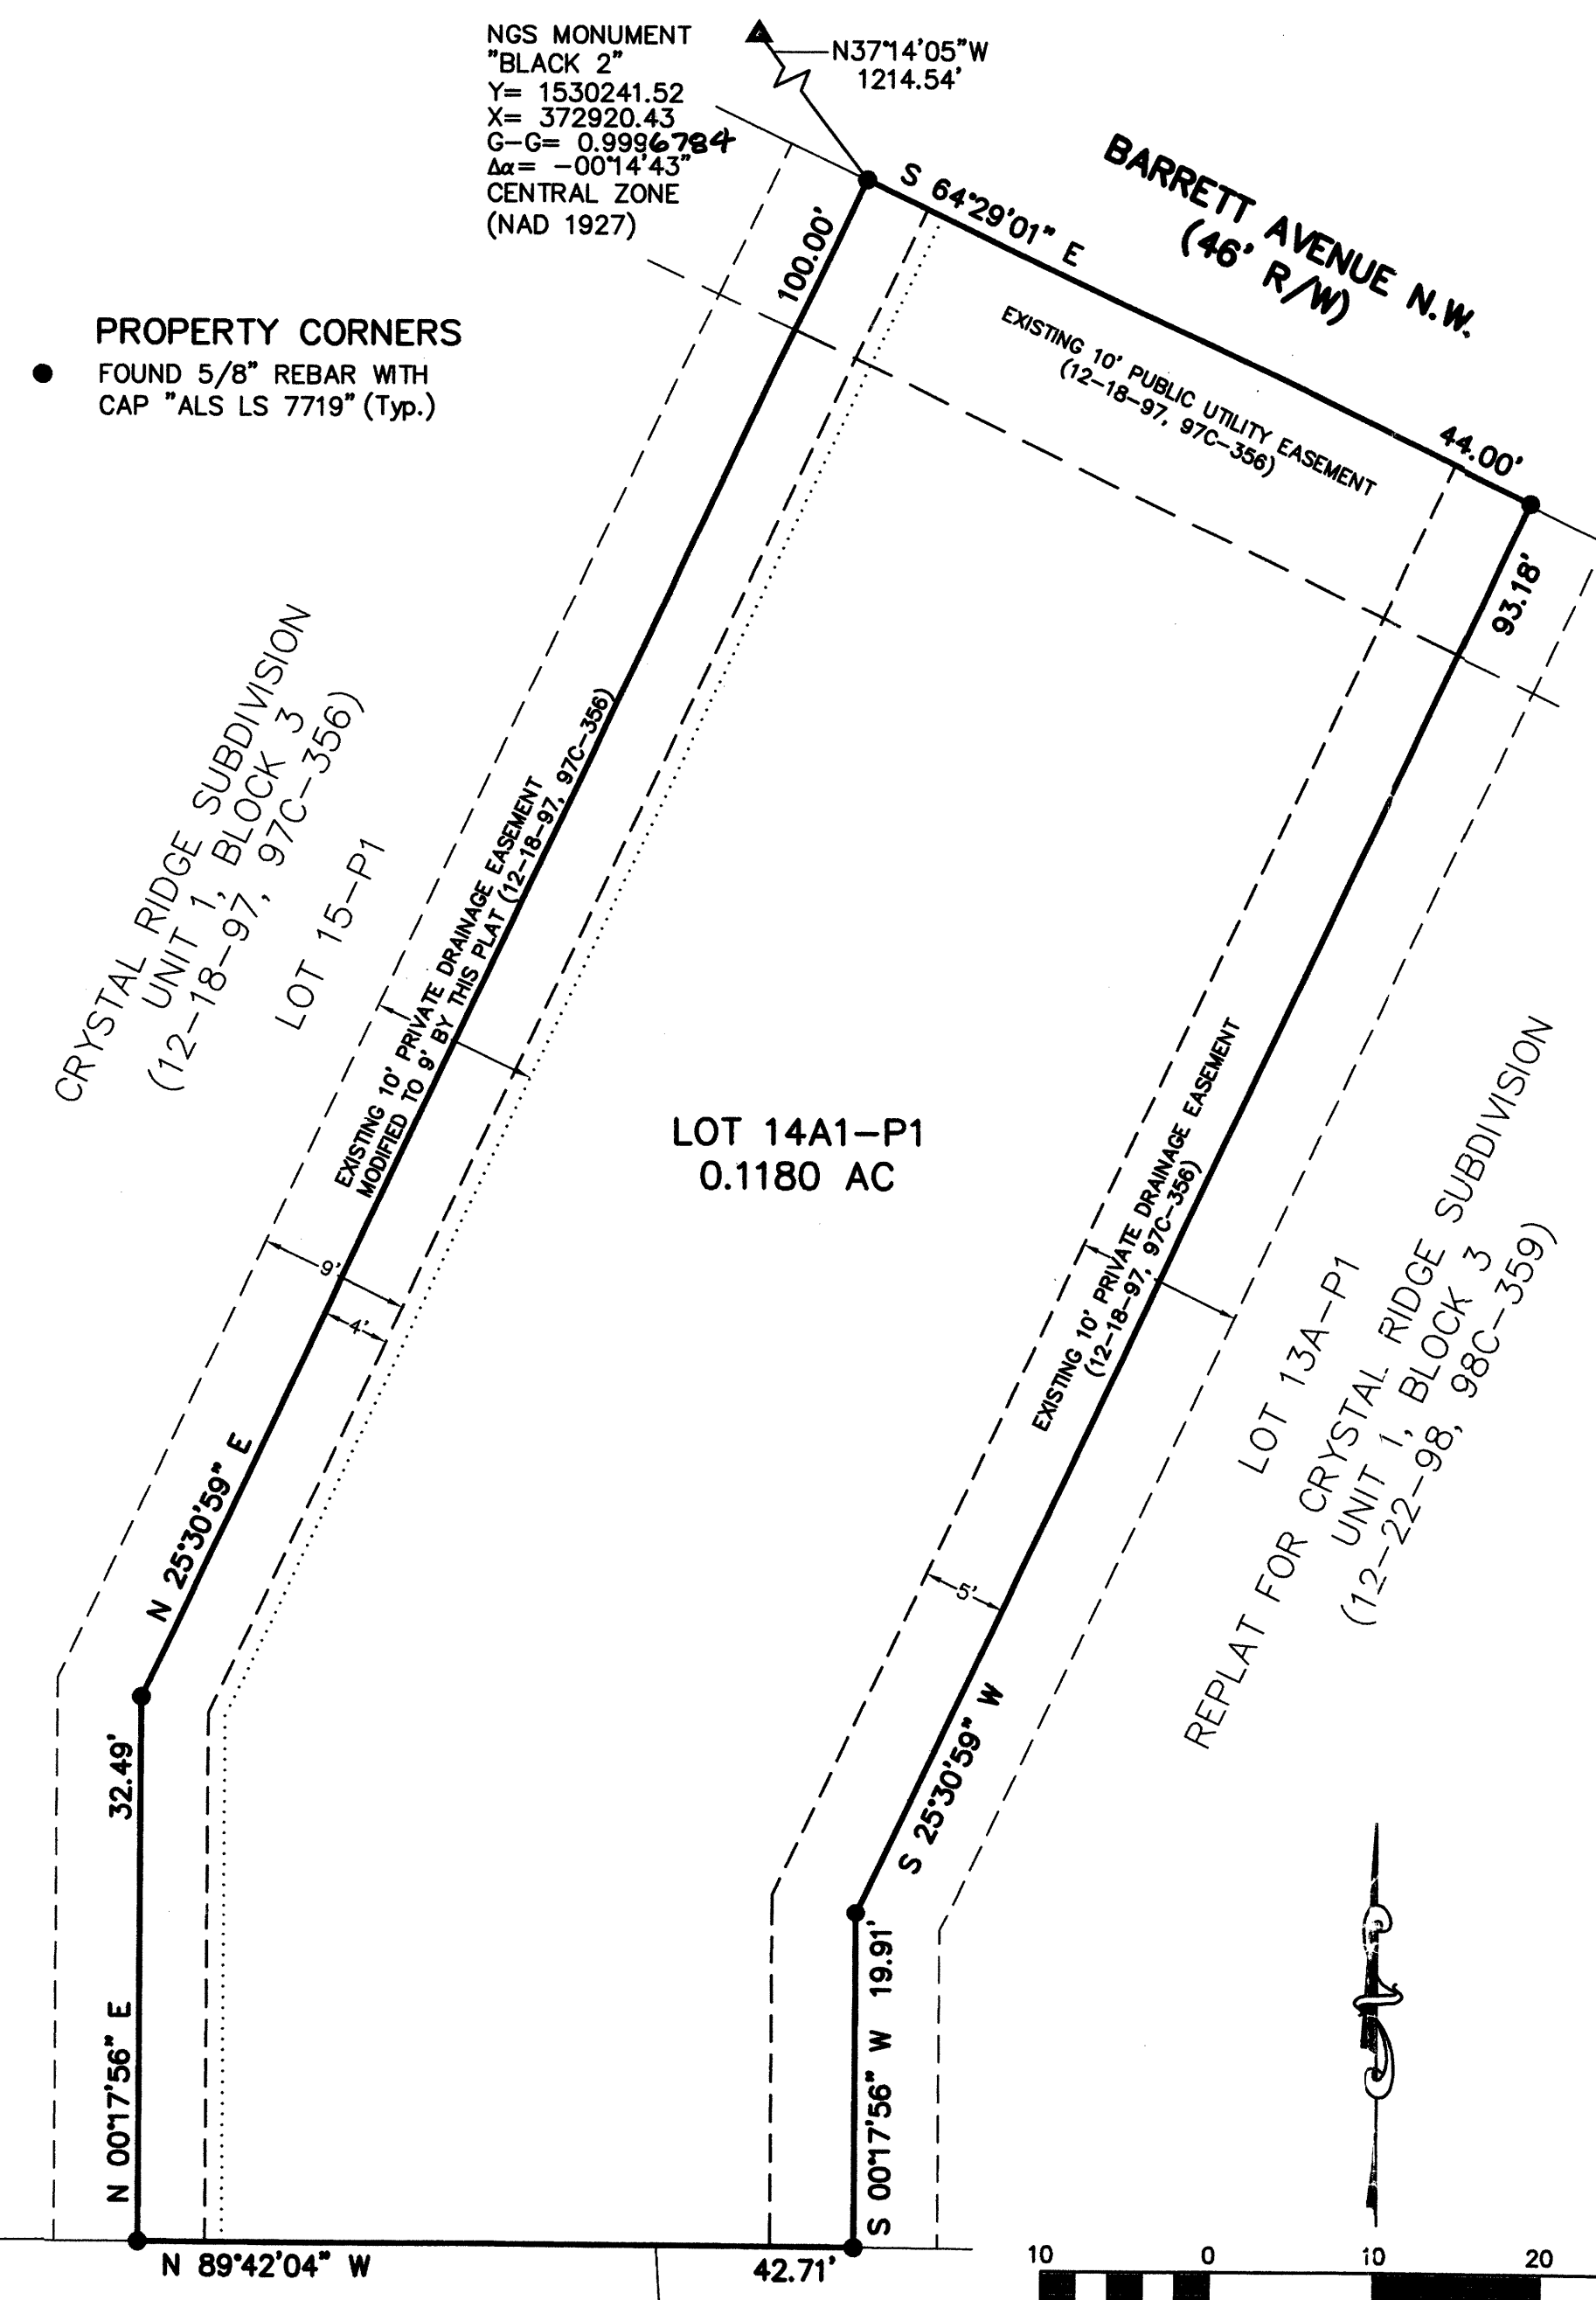 NGS MONUMENT
"BLACK 2"
Y= 1530241.52
X= 372920.43
G-G= 0.9996784
Δα= -00°14'43"
CENTRAL ZONE
(NAD 1927)
N37°14'05"W
1214.54'
BARRETT AVENUE N.W.
(46' R/W)
S 64°29'01" E
44.00'
100.00'
PROPERTY CORNERS
FOUND 5/8" REBAR WITH
CAP "ALS LS 7719" (Typ.)
EXISTING 10' PUBLIC UTILITY EASEMENT
(12-18-97, 97C-356)
93.18'
CRYSTAL RIDGE SUBDIVISION
UNIT 1, BLOCK 3
(12-18-97, 97C-356)
LOT 15-P1
EXISTING 10' PRIVATE DRAINAGE EASEMENT
MODIFIED TO 9' BY THIS PLAT (12-18-97, 97C-356)
LOT 14A1-P1
0.1180 AC
EXISTING 10' PRIVATE DRAINAGE EASEMENT
(12-18-97, 97C-356)
9'
4'
5'
LOT 13A-P1
REPLAT FOR CRYSTAL RIDGE SUBDIVISION
UNIT 1, BLOCK 3
(12-22-98, 98C-359)
N 25°30'59" E
S 25°30'59" W
32.49'
N 00°17'56" E
S 00°17'56" W 19.91'
N 89°42'04" W
42.71'
10 0 10 20